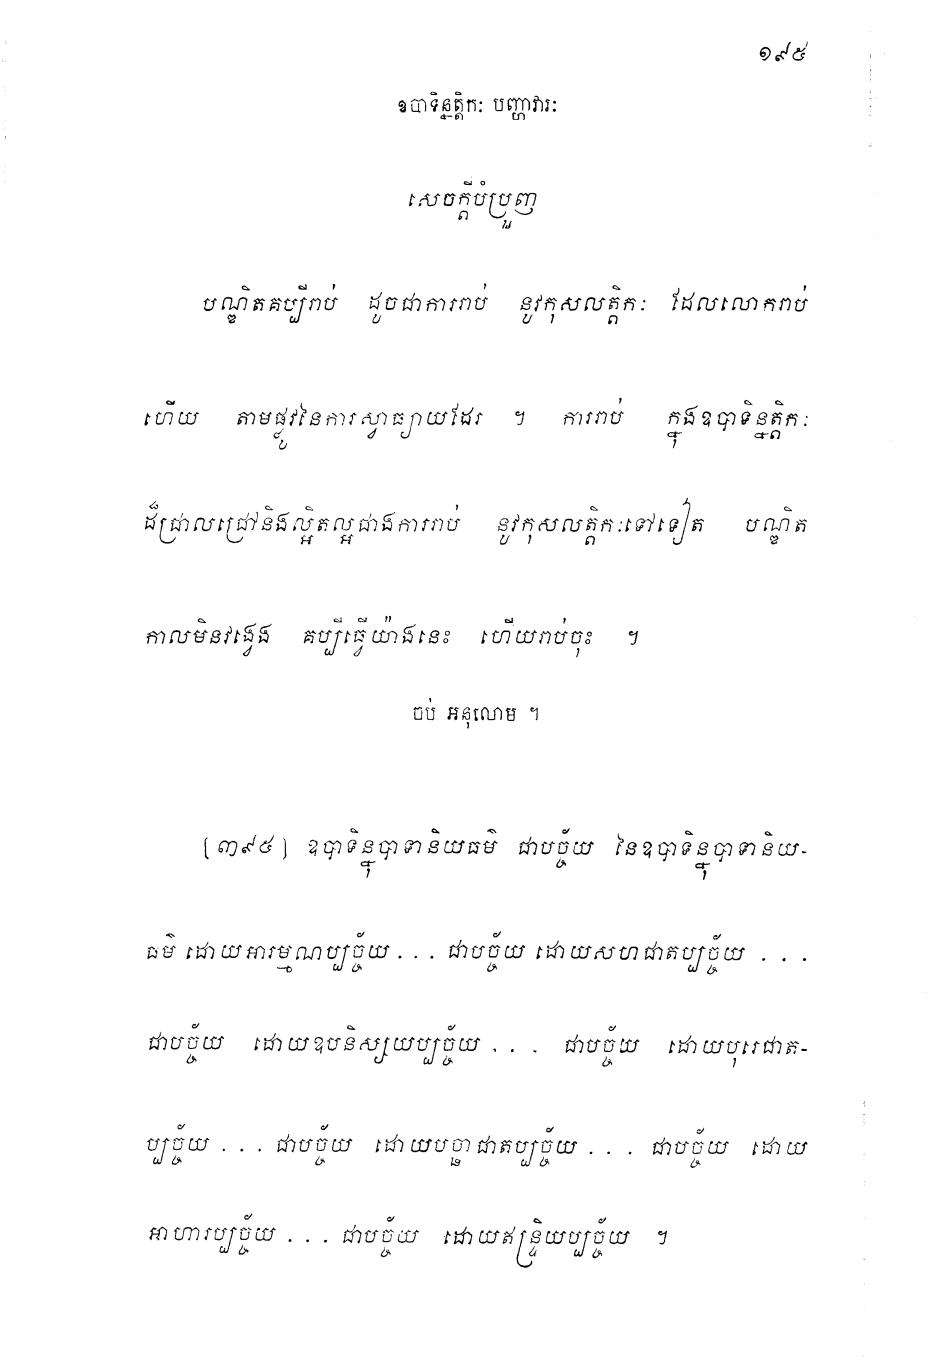 ១៩៥
ឧបាទិន្នត្តិកៈ បញ្ហាវារៈ
សេចក្តីបំប្រួញ
បណ្ឌិតគប្បីរាប់ ដូចជាការរាប់ នូវកុសលត្តិកៈ ដែលលោករាប់
ហើយ តាមផ្លូវនៃការស្វាធ្យាយដែរ ។ ការរាប់ ក្នុងឧបាទិន្នត្តិកៈ
ដ៏ជ្រាលជ្រៅនិងល្អិតល្អជាងការរាប់ នូវកុសលត្តិកៈទៅទៀត បណ្ឌិត
កាលមិនវង្វេង គប្បីធ្វើយ៉ាងនេះ ហើយរាប់ចុះ ។
ចប់ អនុលោម ។
[៣៩៥] ឧបាទិន្នុបាទានិយធម៌ ជាបច្ច័យ នៃឧបាទិន្នុបាទានិយ-
ធម៌ ដោយអារម្មណប្បច្ច័យ . . . ជាបច្ច័យ ដោយសហជាតប្បច្ច័យ . . .
ជាបច្ច័យ ដោយឧបនិស្សយប្បច្ច័យ . . . ជាបច្ច័យ ដោយបុរេជាត-
ប្បច្ច័យ . . . ជាបច្ច័យ ដោយបច្ឆាជាតប្បច្ច័យ . . . ជាបច្ច័យ ដោយ
អាហារប្បច្ច័យ . . . ជាបច្ច័យ ដោយឥន្ទ្រិយប្បច្ច័យ ។